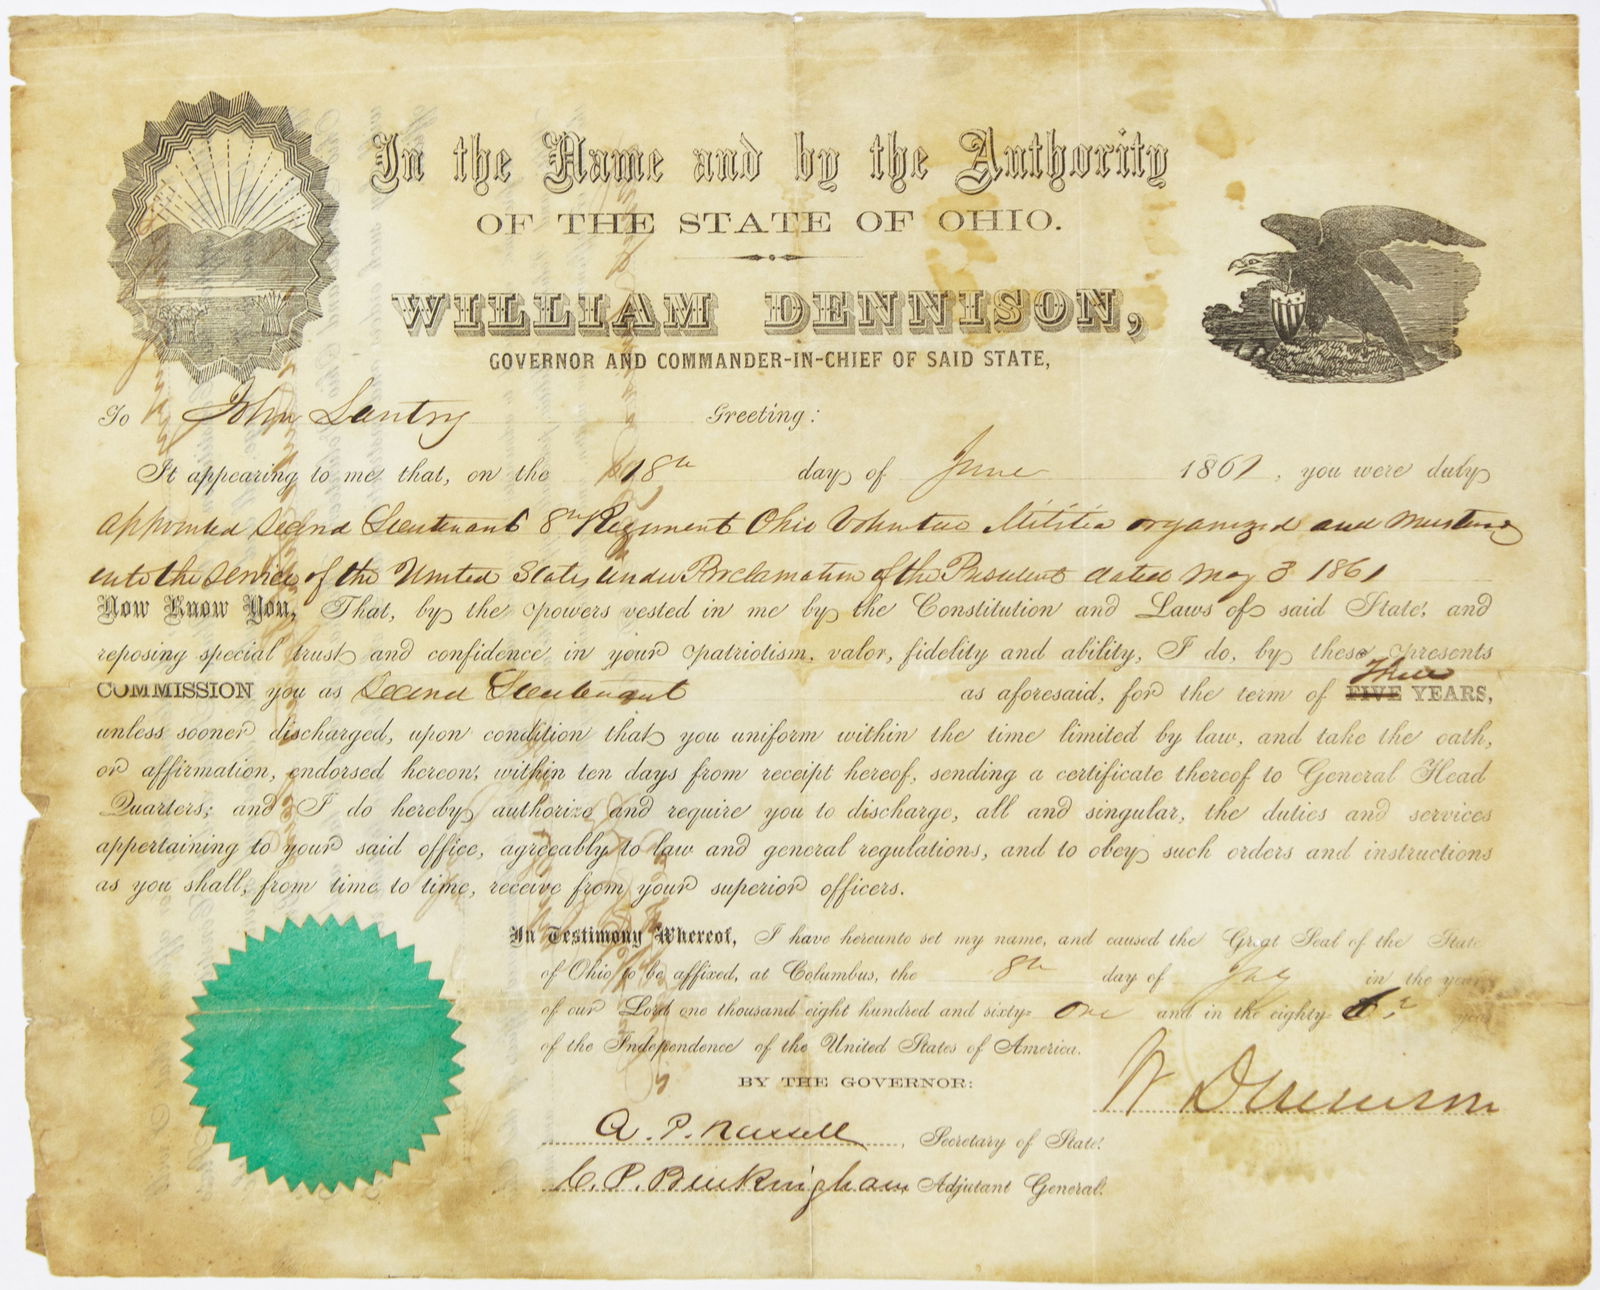 In the Name and by the Authority
OF THE STATE OF OHIO.
WILLIAM DENNISON,
GOVERNOR AND COMMANDER-IN-CHIEF OF SAID STATE,
To John Lantry Greeting:
It appearing to me that, on the 18th day of June 1861, you were duly
appointed Second Lieutenant 8th Regiment Ohio Volunteer Militia organized and mustered
into the service of the United States under Proclamation of the President dated May 3 1861
Now Know You, That, by the powers vested in me by the Constitution and Laws of said State, and
reposing special trust and confidence in your patriotism, valor, fidelity and ability, I do, by these presents
COMMISSION you as Second Lieutenant as aforesaid, for the term of FIVE Three YEARS,
unless sooner discharged, upon condition that you uniform within the time limited by law, and take the oath,
or affirmation, endorsed hereon, within ten days from receipt hereof, sending a certificate thereof to General Head
Quarters; and I do hereby authorize and require you to discharge, all and singular, the duties and services
appertaining to your said office, agreeably to law and general regulations, and to obey such orders and instructions
as you shall, from time to time, receive from your superior officers.
In Testimony Whereof, I have hereunto set my name, and caused the Great Seal of the State
of Ohio to be affixed, at Columbus, the 8th day of in the year
of our Lord one thousand eight hundred and sixty- One and in the eighty year
of the Independence of the United States of America.
BY THE GOVERNOR:
W Dennison
A. P. Russell, Secretary of State.
C. P. Buckingham Adjutant General.